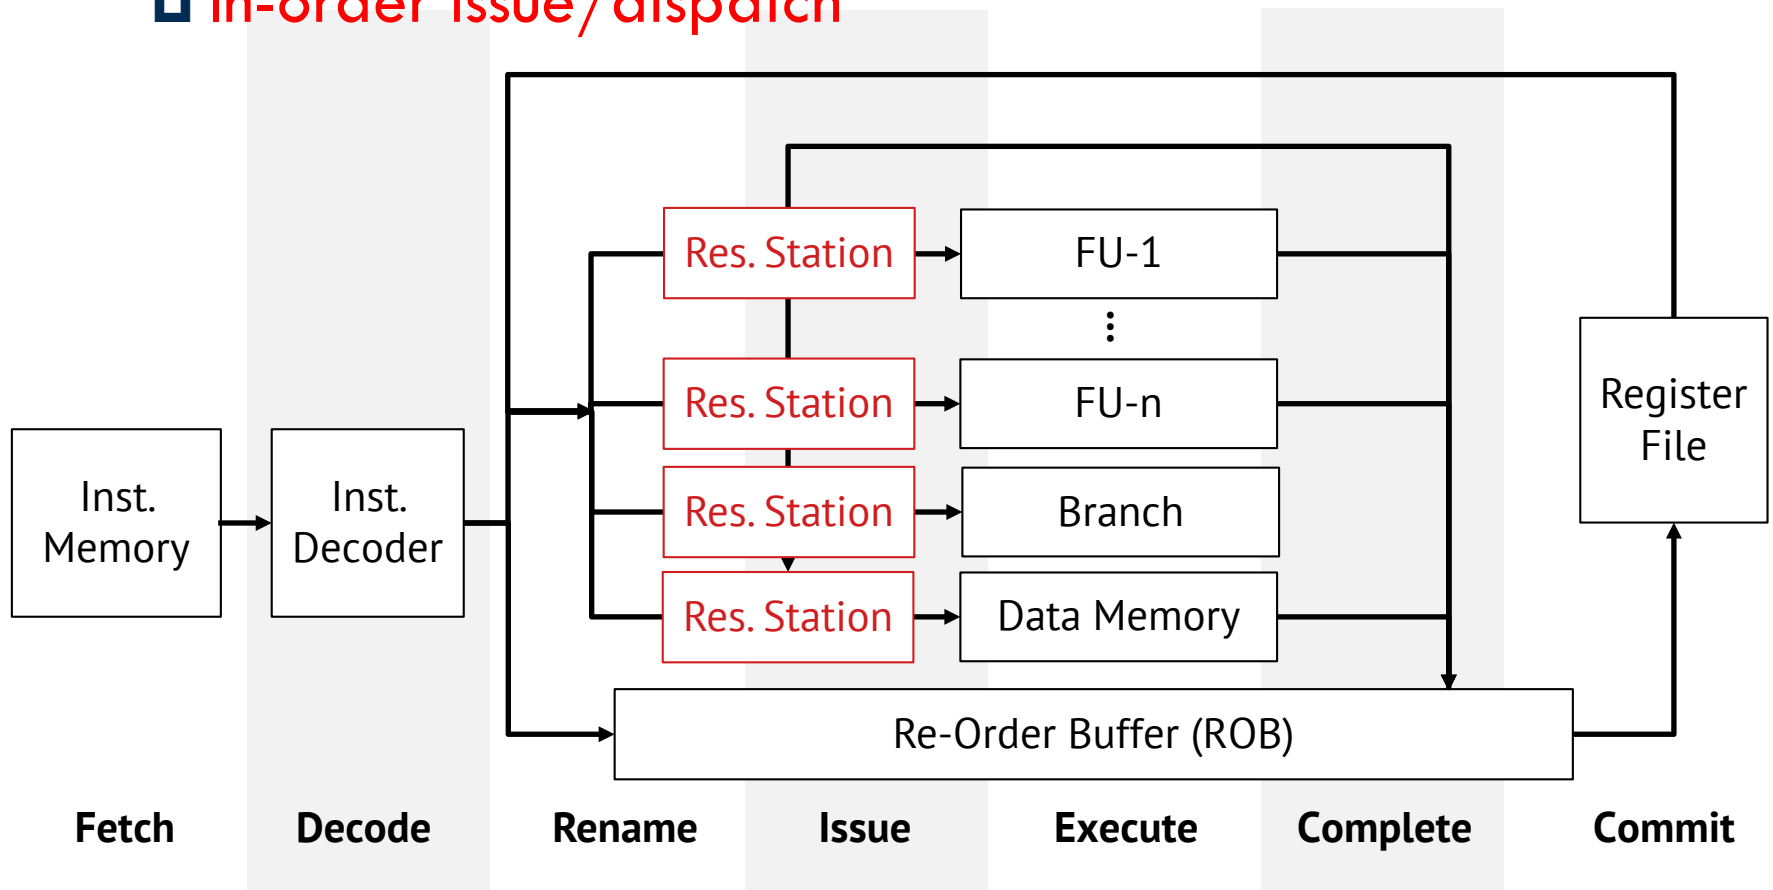 In-order issue/dispatch
Res. Station
FU-1
Res. Station
FU-n
Register
File
Inst.
Memory
Inst.
Decoder
Res. Station
Branch
Res. Station
Data Memory
Re-Order Buffer (ROB)
Fetch
Decode
Rename
Issue
Execute
Complete
Commit